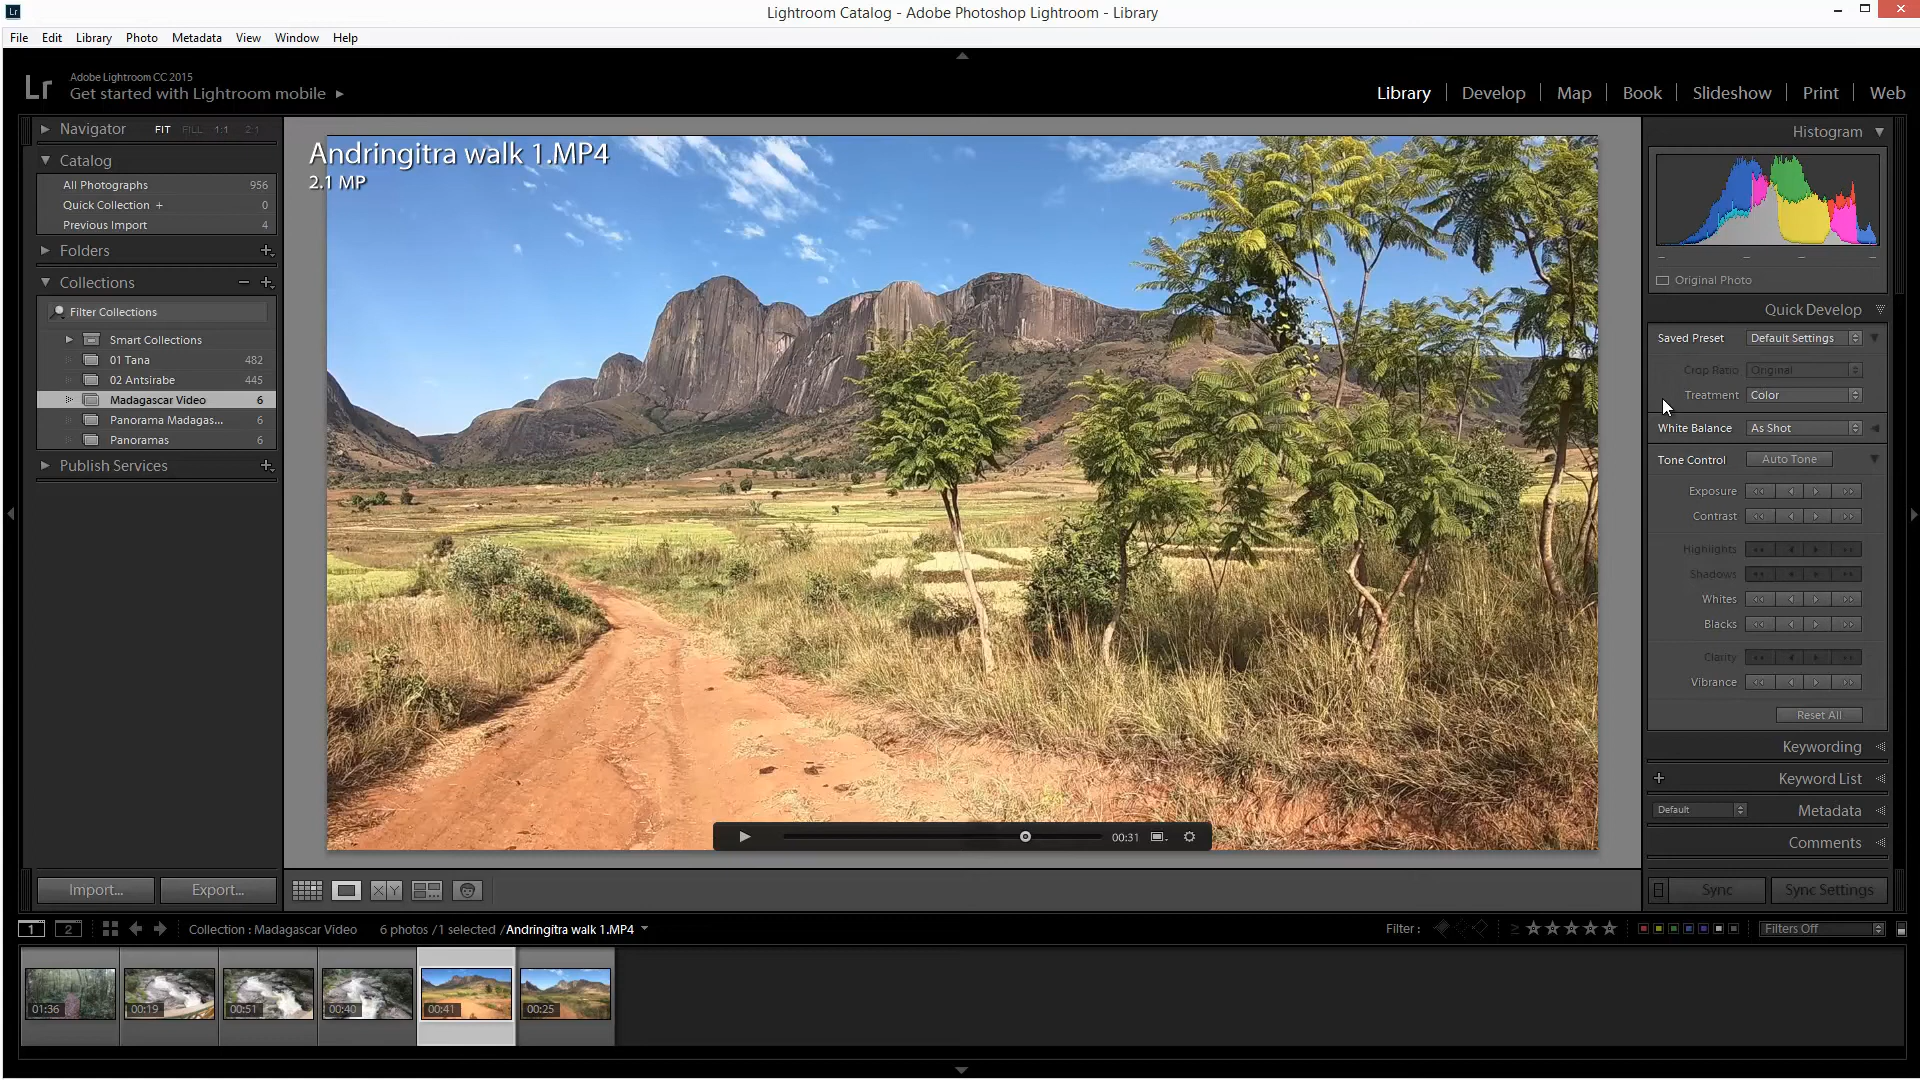 Lr
Lightroom Catalog - Adobe Photoshop Lightroom - Library
File Edit Library Photo Metadata View Window Help
Lr
Adobe Lightroom CC 2015
Get started with Lightroom mobile
Library Develop Map Book Slideshow Print Web
Navigator FIT FILL 1:1 2:1
Catalog
All Photographs 956
Quick Collection + 0
Previous Import 4
Folders
Collections
Filter Collections
Smart Collections
01 Tana 482
02 Antsirabe 445
Madagascar Video 6
Panorama Madagas... 6
Panoramas 6
Publish Services
Import... Export...
Andringitra walk 1.MP4
2.1 MP
00:31
Histogram
Original Photo
Quick Develop
Saved Preset Default Settings
Crop Ratio Original
Treatment Color
White Balance As Shot
Tone Control Auto Tone
Exposure
Contrast
Highlights
Shadows
Whites
Blacks
Clarity
Vibrance
Reset All
Keywording
Keyword List
Default Metadata
Comments
Sync Sync Settings
X Y
1 2 Collection : Madagascar Video 6 photos / 1 selected / Andringitra walk 1.MP4 Filter : Filters Off
01:36 00:19 00:51 00:40 00:41 00:25